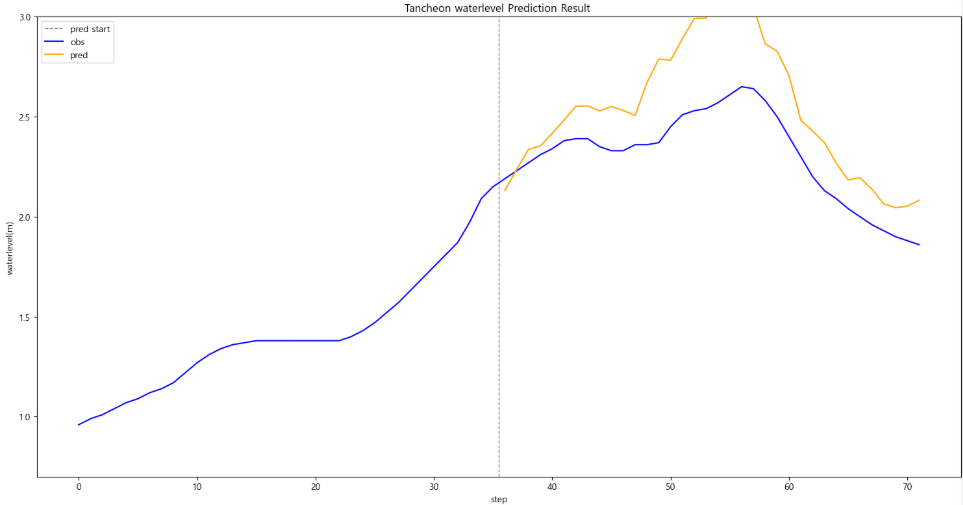 Tancheon waterlevel Prediction Result
pred start
obs
pred
3.0
2.5
2.0
1.5
1.0
waterlevel(m)
0 10 20 30 40 50 60 70
step